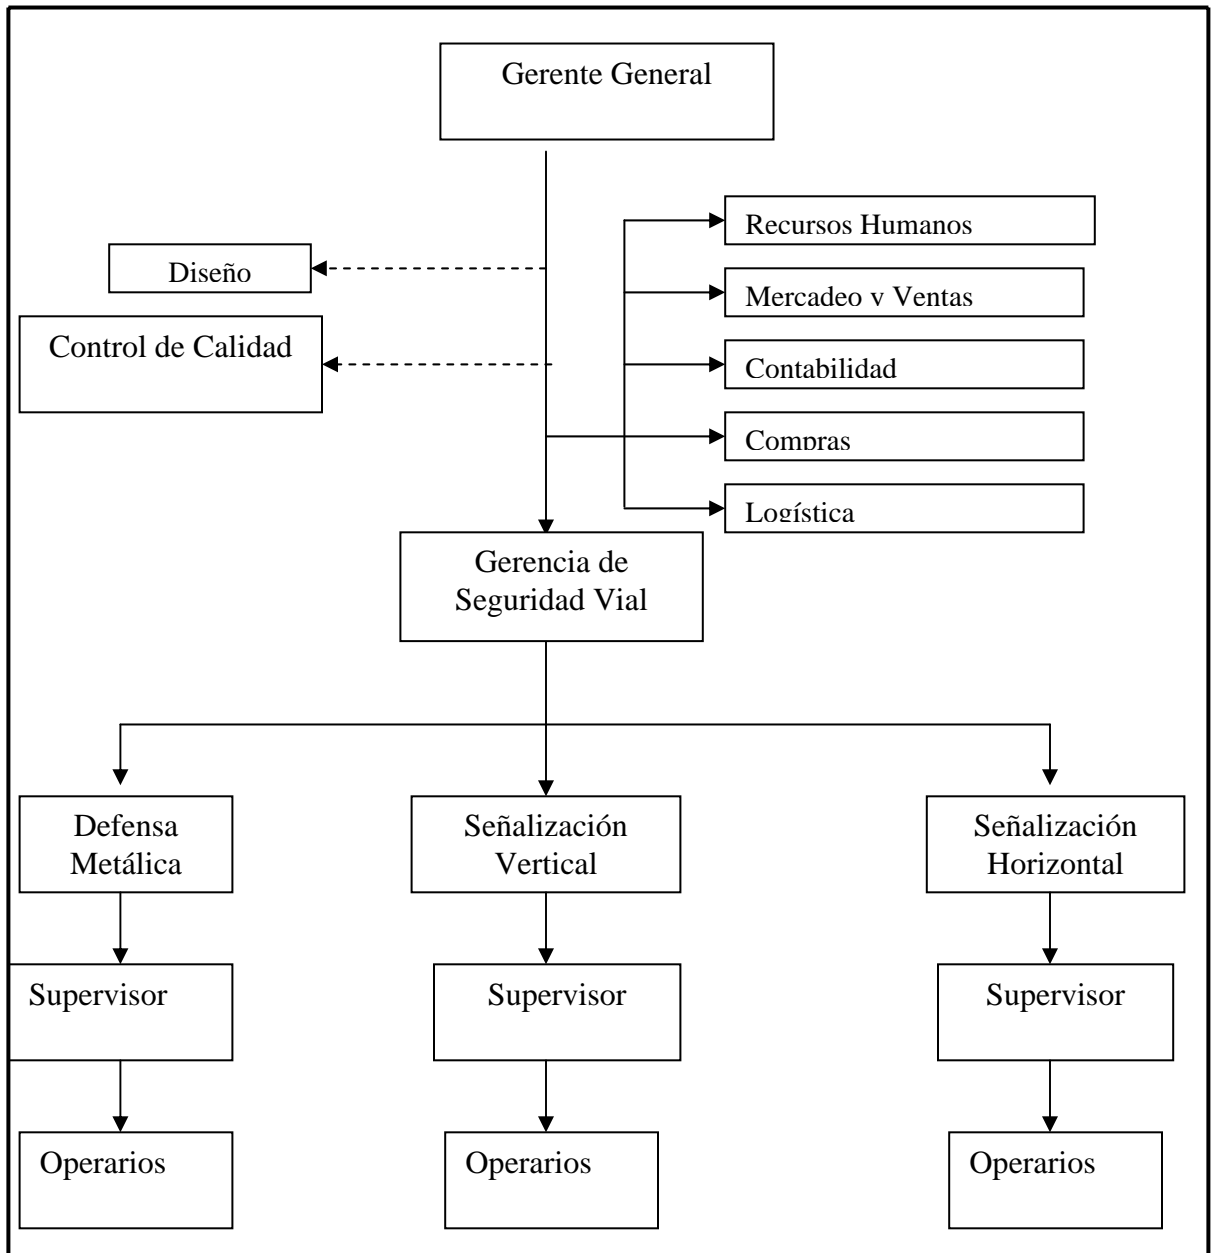 Gerente General
Recursos Humanos
Diseño
Mercadeo y Ventas
Control de Calidad
Contabilidad
Compras
Logística
Gerencia de
Seguridad Vial
Defensa
Metálica
Señalización
Vertical
Señalización
Horizontal
Supervisor
Supervisor
Supervisor
Operarios
Operarios
Operarios